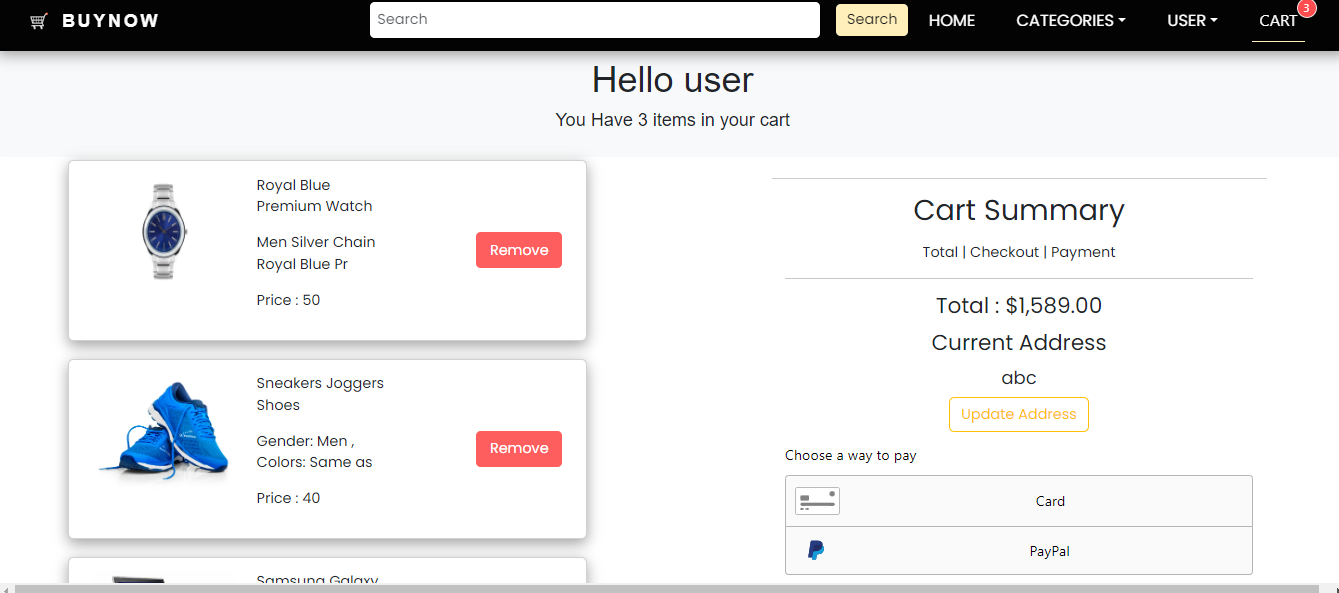 BUYNOW
Search
Search
HOME
CATEGORIES
USER
CART
3
Hello user
You Have 3 items in your cart
Royal Blue
Premium Watch
Men Silver Chain
Royal Blue Pr
Price : 50
Remove
Sneakers Joggers
Shoes
Gender: Men ,
Colors: Same as
Price : 40
Remove
Samsung Galaxy
Cart Summary
Total | Checkout | Payment
Total : $1,589.00
Current Address
abc
Update Address
Choose a way to pay
Card
PayPal